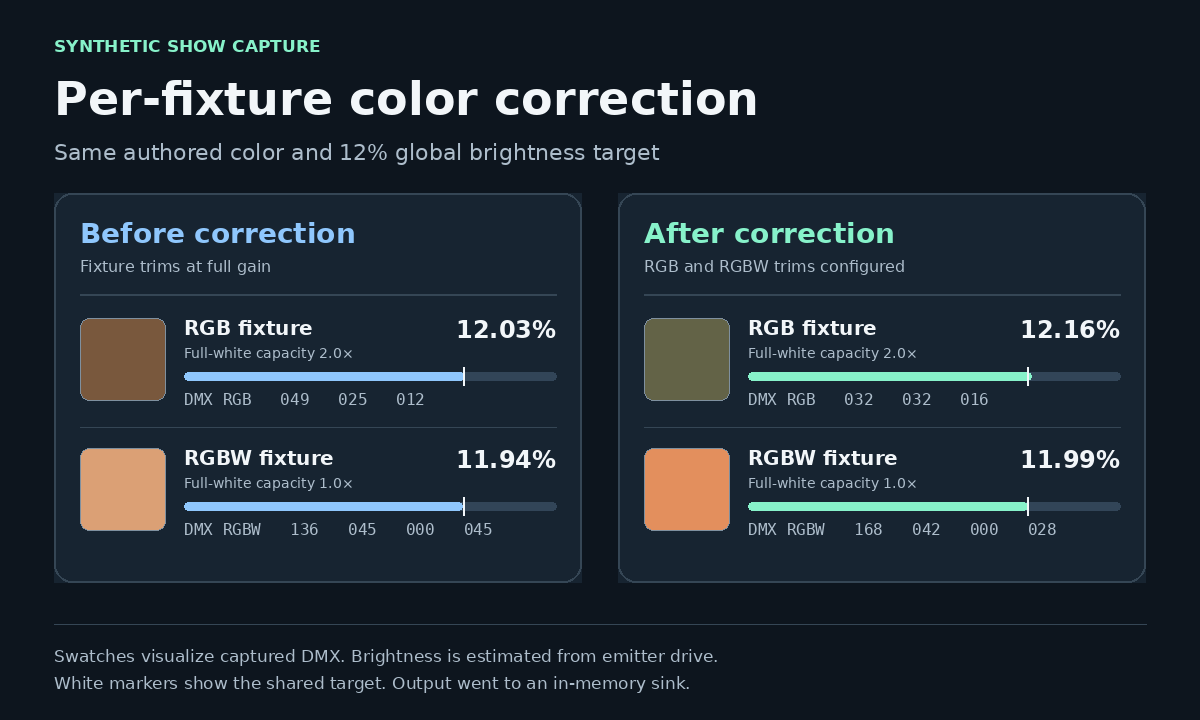 SYNTHETIC SHOW CAPTURE
Per-fixture color correction
Same authored color and 12% global brightness target
Before correction
Fixture trims at full gain
RGB fixture
12.03%
Full-white capacity 2.0×
DMX RGB 049 025 012
RGBW fixture
11.94%
Full-white capacity 1.0×
DMX RGBW 136 045 000 045
After correction
RGB and RGBW trims configured
RGB fixture
12.16%
Full-white capacity 2.0×
DMX RGB 032 032 016
RGBW fixture
11.99%
Full-white capacity 1.0×
DMX RGBW 168 042 000 028
Swatches visualize captured DMX. Brightness is estimated from emitter drive.
White markers show the shared target. Output went to an in-memory sink.